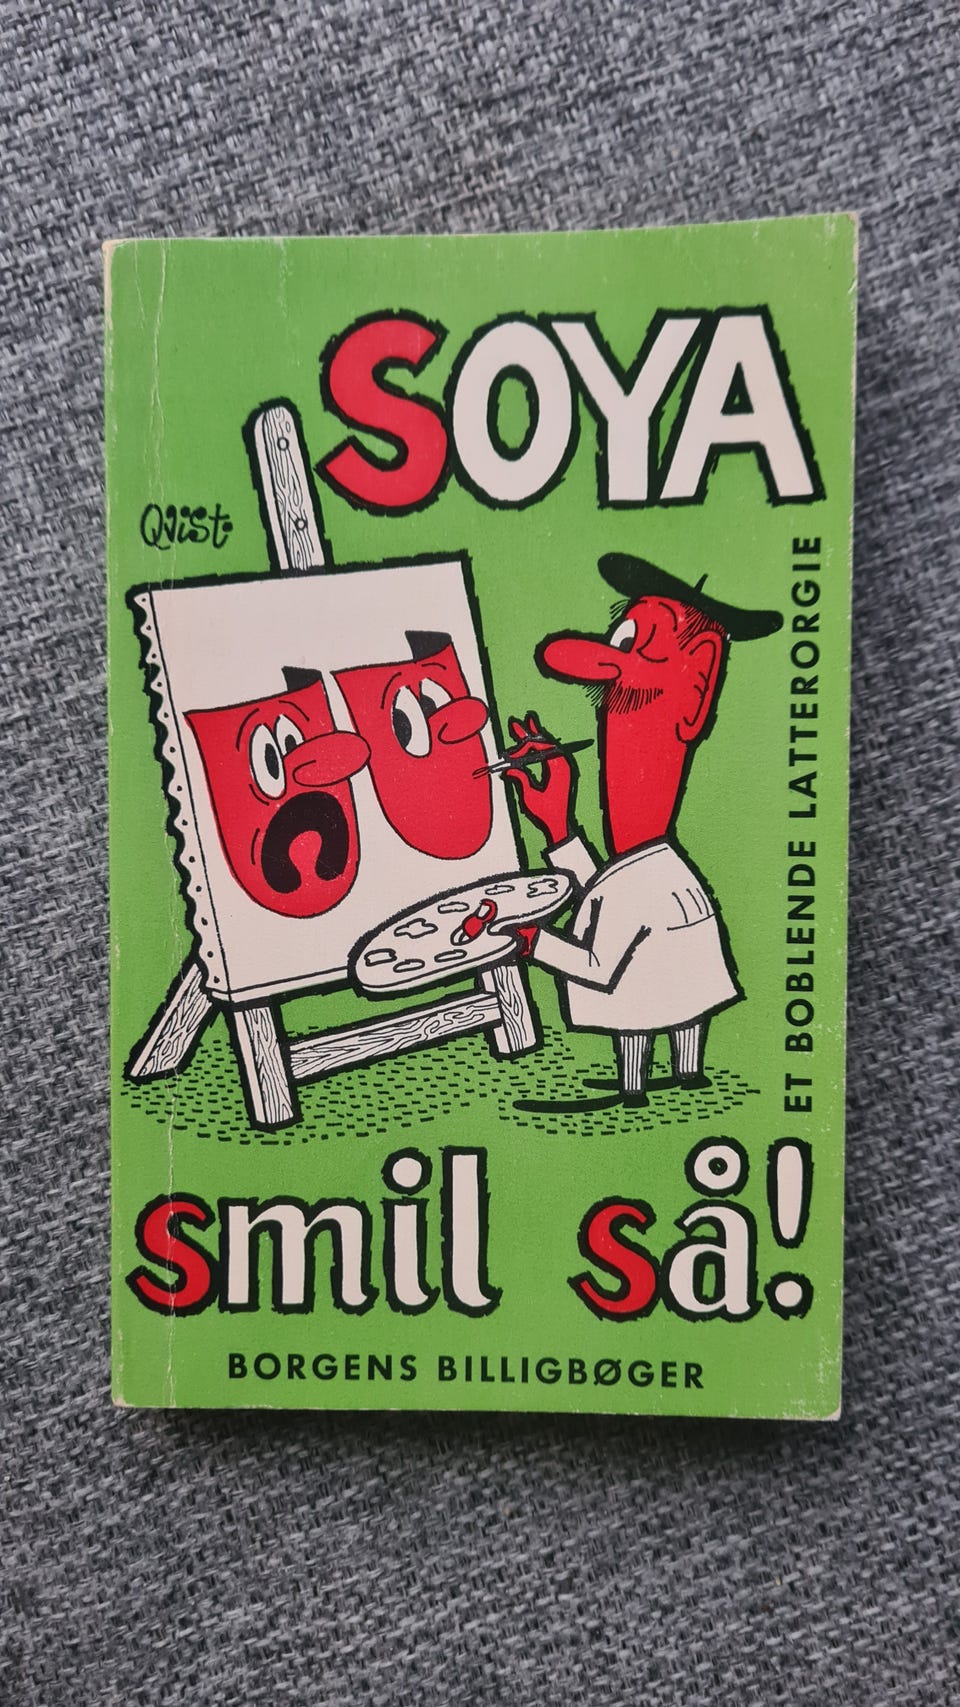 SOYA
Qvist
ET BOBLENDE LATTERORGIE
smil så!
BORGENS BILLIGBØGER